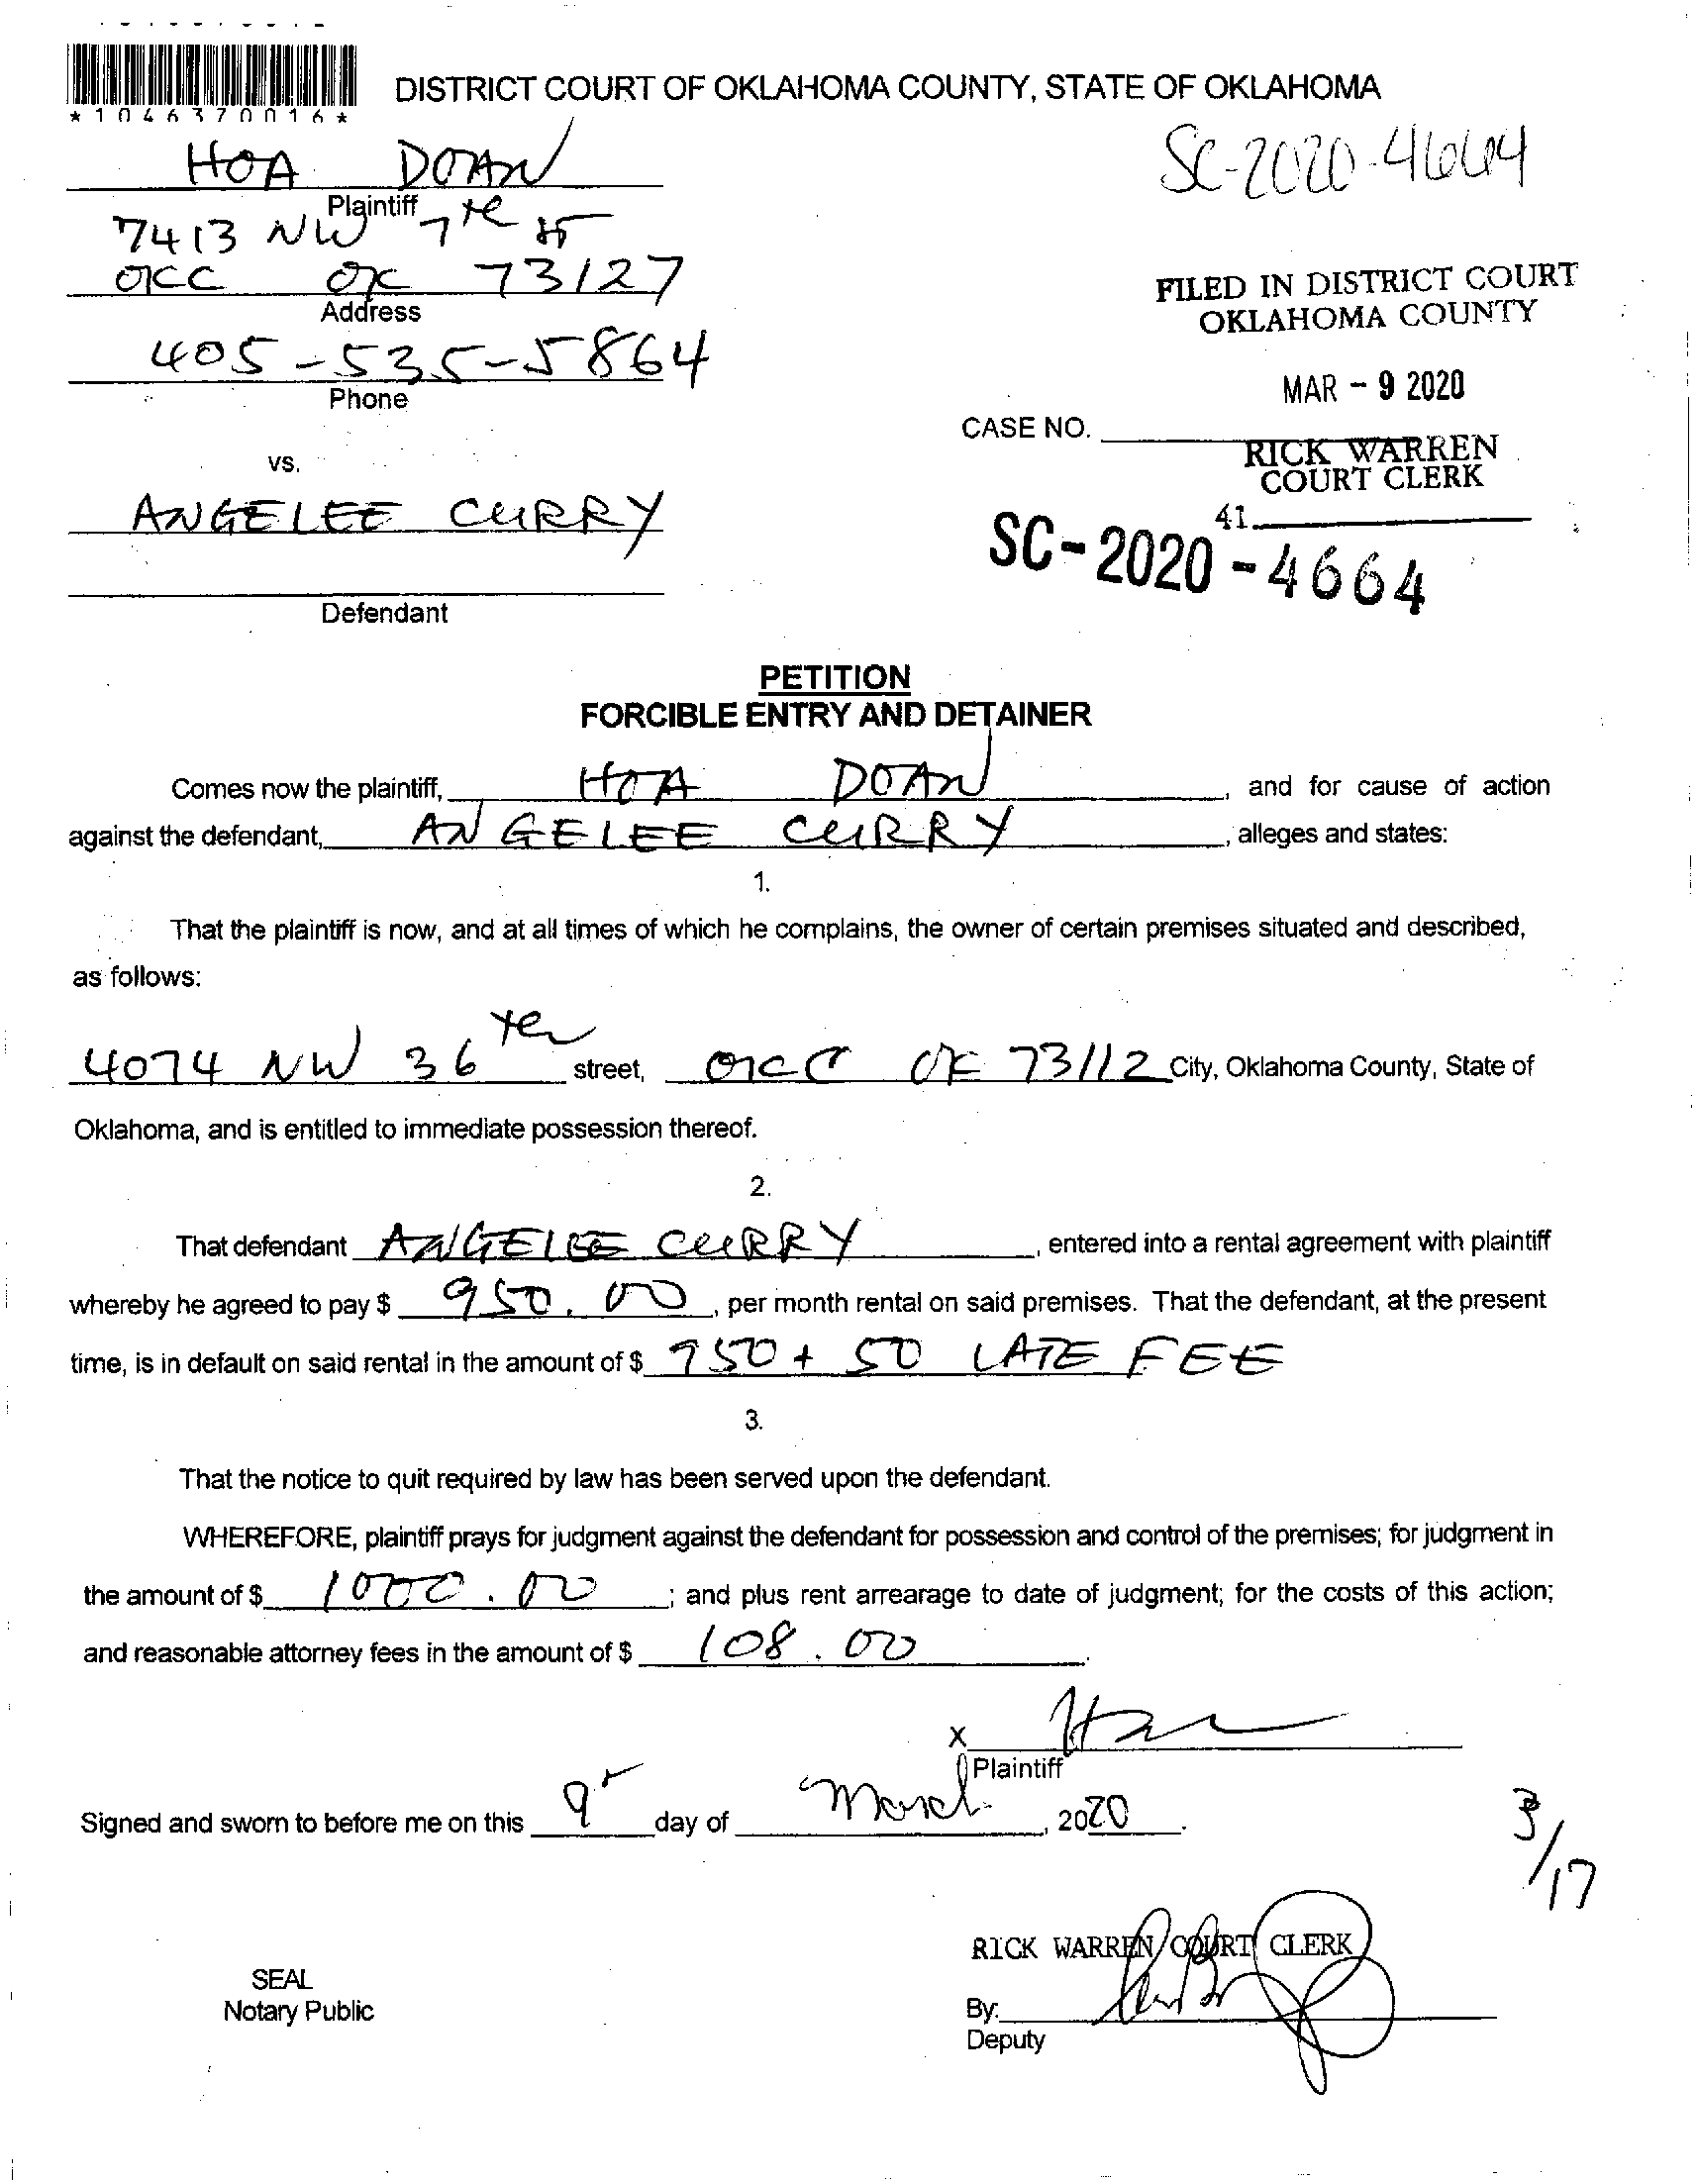 *1046370016*
DISTRICT COURT OF OKLAHOMA COUNTY, STATE OF OKLAHOMA
HOA DOAN
SC-2020-4664
Plaintiff
7413 NW 7th St
OKC OK 73127
Address
FILED IN DISTRICT COURT
OKLAHOMA COUNTY
405-535-5864
Phone
MAR - 9 2020
CASE NO.
RICK WARREN
COURT CLERK
vs.
41
ANGELEE CURRY
SC-2020-4664
Defendant
PETITION
FORCIBLE ENTRY AND DETAINER
Comes now the plaintiff, HOA DOAN, and for cause of action
against the defendant, ANGELEE CURRY, alleges and states:
1.
That the plaintiff is now, and at all times of which he complains, the owner of certain premises situated and described,
as follows:
4074 NW 36th street, OKC OK 73112 City, Oklahoma County, State of
Oklahoma, and is entitled to immediate possession thereof.
2.
That defendant ANGELEE CURRY, entered into a rental agreement with plaintiff
whereby he agreed to pay $ 950.00, per month rental on said premises. That the defendant, at the present
time, is in default on said rental in the amount of $ 950 + 50 LATE FEE
3.
That the notice to quit required by law has been served upon the defendant.
WHEREFORE, plaintiff prays for judgment against the defendant for possession and control of the premises; for judgment in
the amount of $ 1000.00; and plus rent arrearage to date of judgment; for the costs of this action;
and reasonable attorney fees in the amount of $ 108.00.
X
Plaintiff
Signed and sworn to before me on this 9 day of March, 2020.
3/17
RICK WARREN COURT CLERK
SEAL
Notary Public
By:
Deputy